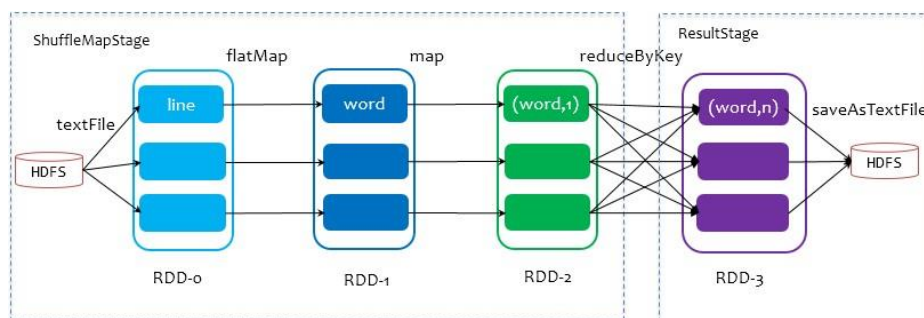 ShuffleMapStage
ResultStage
flatMap
map
reduceByKey
textFile
line
word
(word,1)
(word,n)
saveAsTextFile
HDFS
HDFS
RDD-0
RDD-1
RDD-2
RDD-3